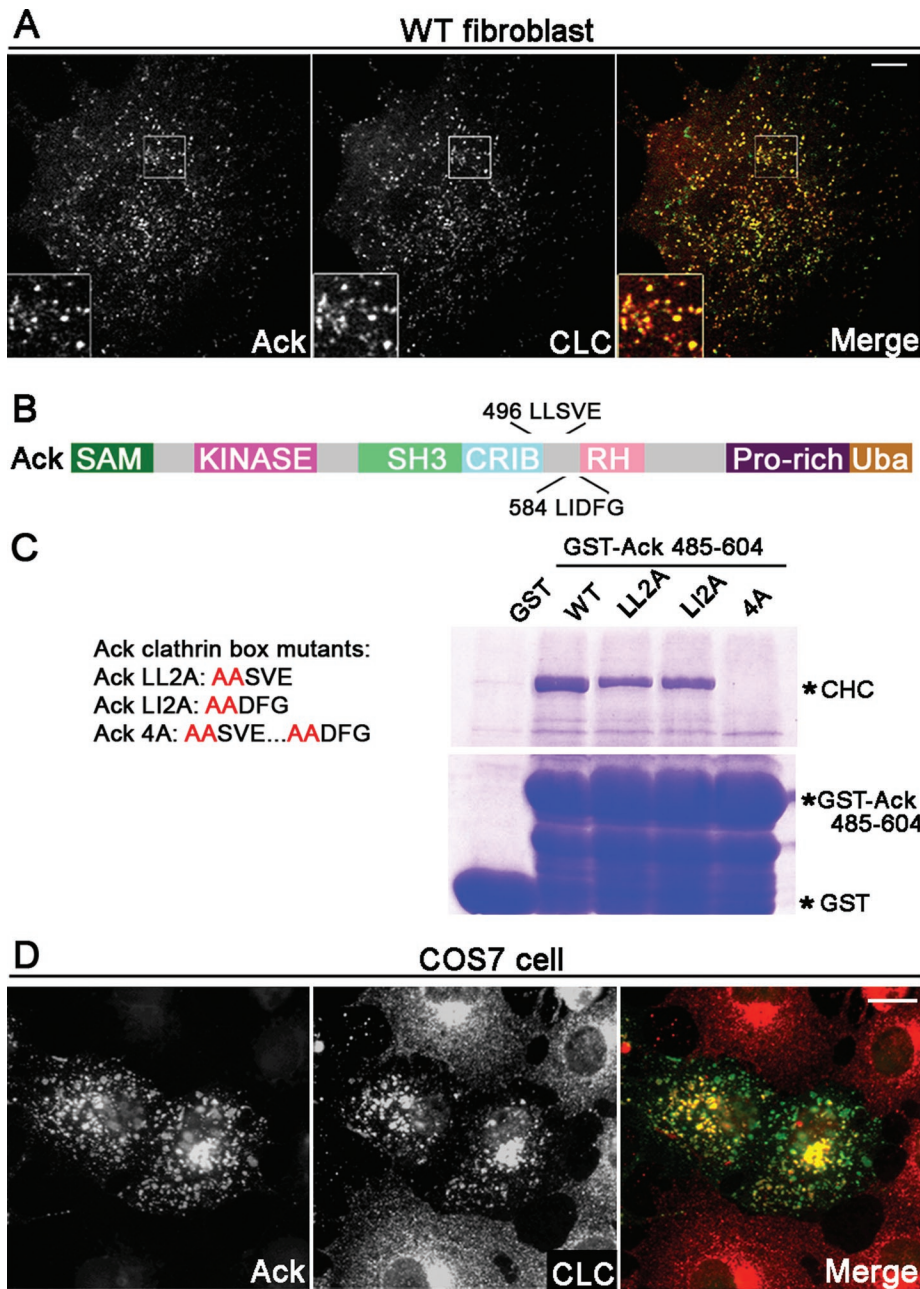 A
WT fibroblast
Ack
CLC
Merge
B
496 LLSVE
Ack SAM KINASE SH3 CRIB RH Pro-rich Uba
584 LIDFG
C
GST-Ack 485-604
GST WT LL2A LI2A 4A
Ack clathrin box mutants:
Ack LL2A: AASVE
Ack LI2A: AADFG
Ack 4A: AASVE...AADFG
*CHC
*GST-Ack
485-604
*GST
D
COS7 cell
Ack
CLC
Merge